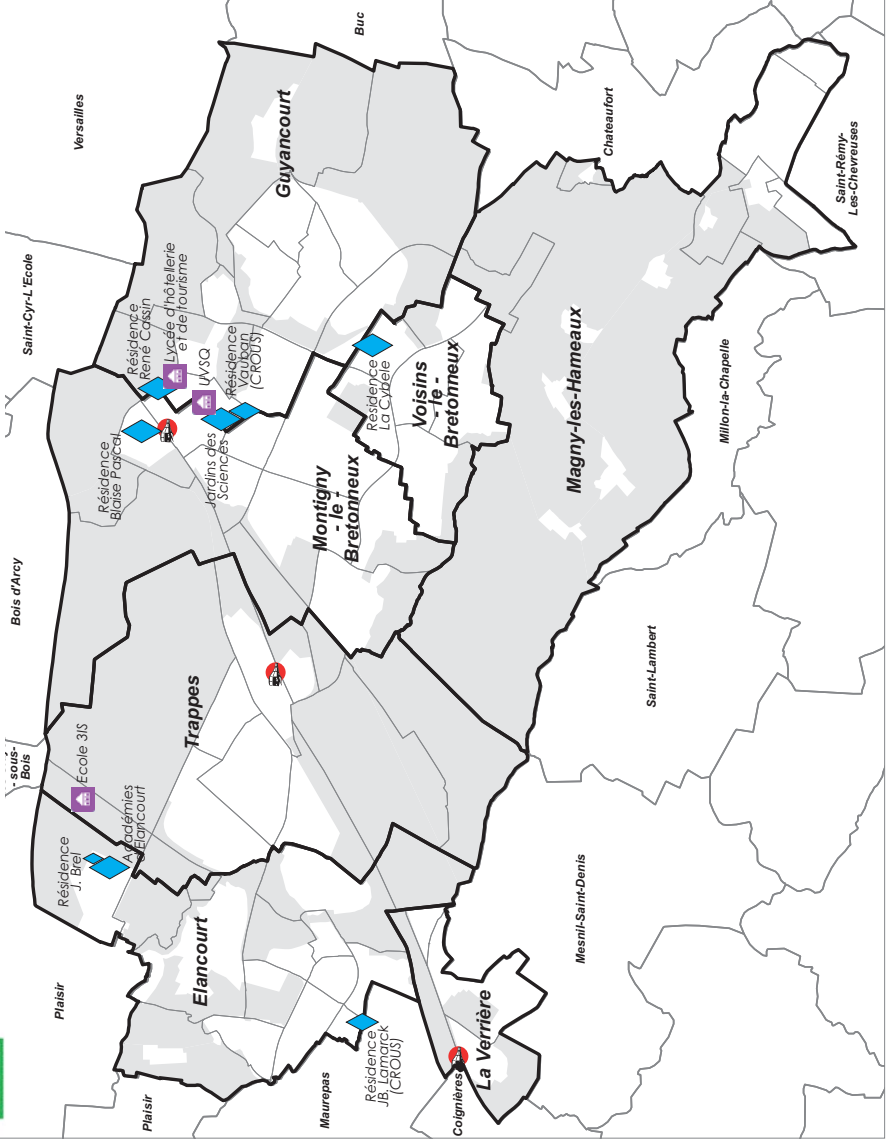 - sous-
Bois
Bois d'Arcy
Saint-Cyr-L'Ecole
Versailles
Buc
Plaisir
Plaisir
Maurepas
Coignières
Elancourt
Résidence
J. Brel
Académies
d'Elancourt
Ecole 3IS
Trappes
Résidence
Blaise Pascal
Résidence
René Cassin
Lycée d'hôtellerie
et de tourisme
UVSQ
Résidence
Vauban
(CROUS)
Jardins des
Sciences
Guyancourt
Montigny
- le -
Bretonneux
Résidence
La Cybèle
Voisins
- le -
Bretonneux
Résidence
JB. Lamarck
(CROUS)
La Verrière
Magny-les-Hameaux
Chateaufort
Saint-Rémy-
Les-Chevreuses
Mesnil-Saint-Denis
Saint-Lambert
Millon-la-Chapelle